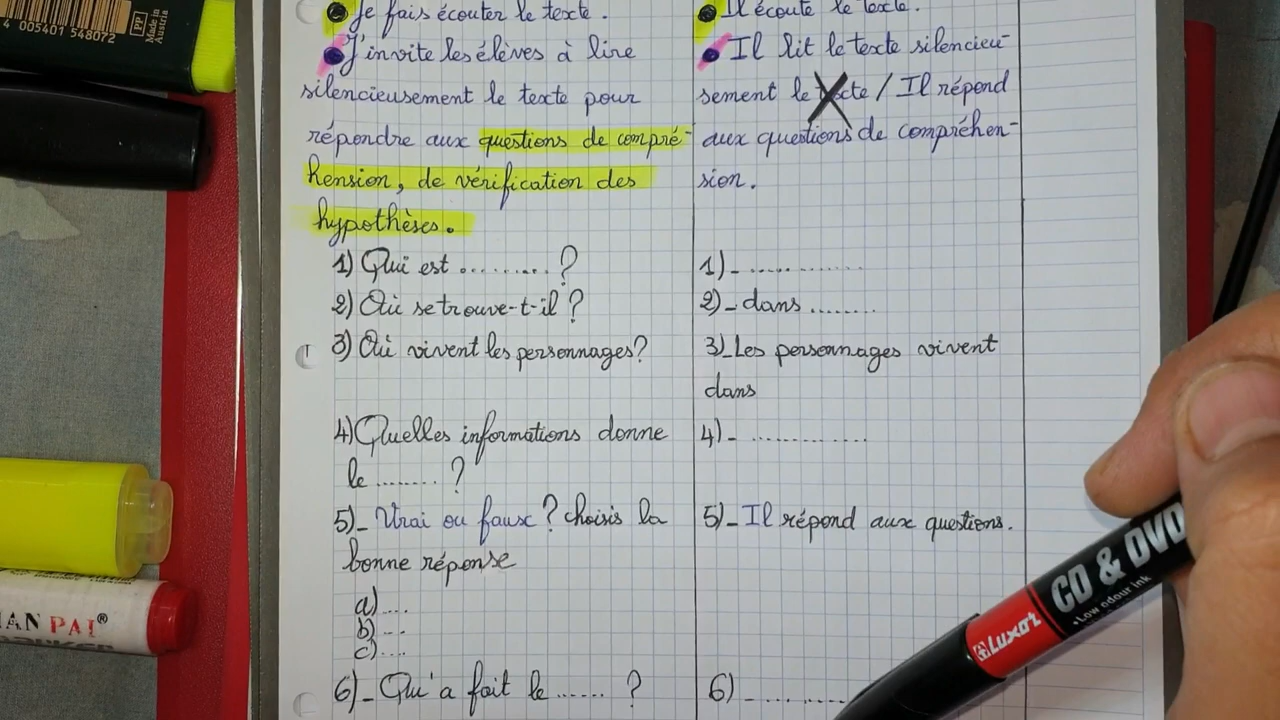 4 005401 548072
EP
Made in
Austria
Je fais écouter le texte.
J'invite les élèves à lire
silencieusement le texte pour
répondre aux questions de compré-
hension, de vérification des
hypothèses.
1) Qui est .......... ?
2) Où se trouve-t-il ?
3) Où vivent les personnages?
4) Quelles informations donne
le ........ ?
5)_ Vrai ou faux ? choisis la
bonne réponse
a)....
b)...
c)....
6)_ Qu'a fait le ...... ?
Il écoute le texte.
Il lit le texte silencieu-
sement le texte / Il répond
aux questions de compréhen-
sion.
1)_ ..............
2)_ dans ........
3)_Les personnages vivent
dans
4)_ ..............
5)_ Il répond aux questions.
6)_ ..........
Luxor CD & DVD
Low odour ink